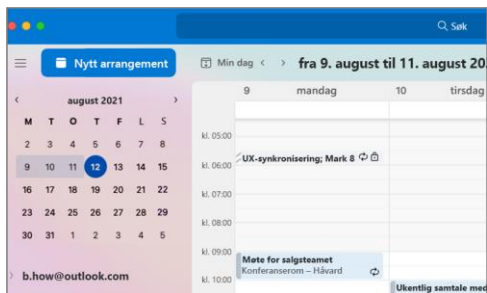 Søk
Nytt arrangement
Min dag
fra 9. august til 11. august 20
august 2021
M T O T F L S
2 3 4 5 6 7 8
9 10 11 12 13 14 15
16 17 18 19 20 21 22
23 24 25 26 27 28 29
30 31 1 2 3 4 5
b.how@outlook.com
9 mandag 10 tirsdag
kl. 05:00
kl. 06:00
UX-synkronisering; Mark 8
kl. 07:00
kl. 08:00
kl. 09:00
Møte for salgsteamet
Konferanserom – Håvard
kl. 10:00
Ukentlig samtale med